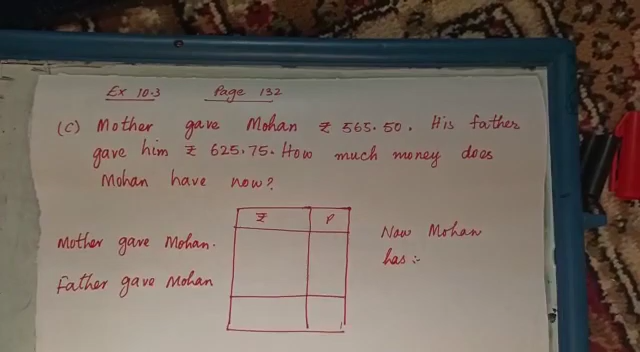 Ex 10.3 Page 132
(c) Mother gave Mohan ₹ 565.50. His father
gave him ₹ 625.75. How much money does
Mohan have now?
₹ P
Mother gave Mohan.
Father gave Mohan
Now Mohan
has :-